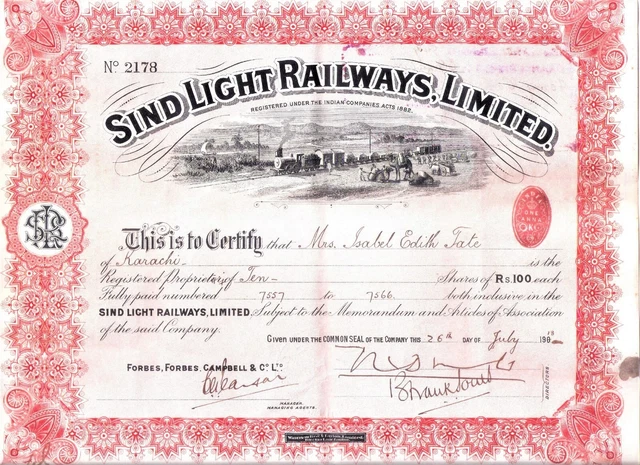 No 2178
SIND LIGHT RAILWAYS, LIMITED.
REGISTERED UNDER THE INDIAN COMPANIES ACTS 1882.
ONE ANNA
SLR
This is to Certify that Mrs. Isabel Edith Tate
of Karachi is the
Registered Proprietor of Ten Shares of Rs. 100 each
Fully paid numbered 7557 to 7566 both inclusive in the
SIND LIGHT RAILWAYS, LIMITED. Subject to the Memorandum and Articles of Association
of the said Company.
GIVEN UNDER THE COMMON SEAL OF THE COMPANY THIS 26th DAY OF July
FORBES, FORBES, CAMPBELL & Co. LTD
MANAGER
MANAGING AGENTS.
DIRECTORS